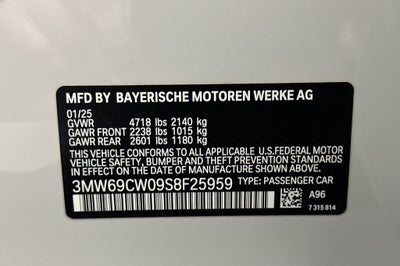 MFD BY BAYERISCHE MOTOREN WERKE AG
01/25
GVWR 4718 lbs 2140 kg
GAWR FRONT 2238 lbs 1015 kg
GAWR REAR 2601 lbs 1180 kg
THIS VEHICLE CONFORMS TO ALL APPLICABLE U.S.FEDERAL MOTOR
VEHICLE SAFETY, BUMPER, AND THEFT PREVENTION STANDARDS
IN EFFECT ON THE DATE OF MANUFACTURE SHOWN ABOVE.
3MW69CW09S8F25959 TYPE: PASSENGER CAR
A96
7 315 814